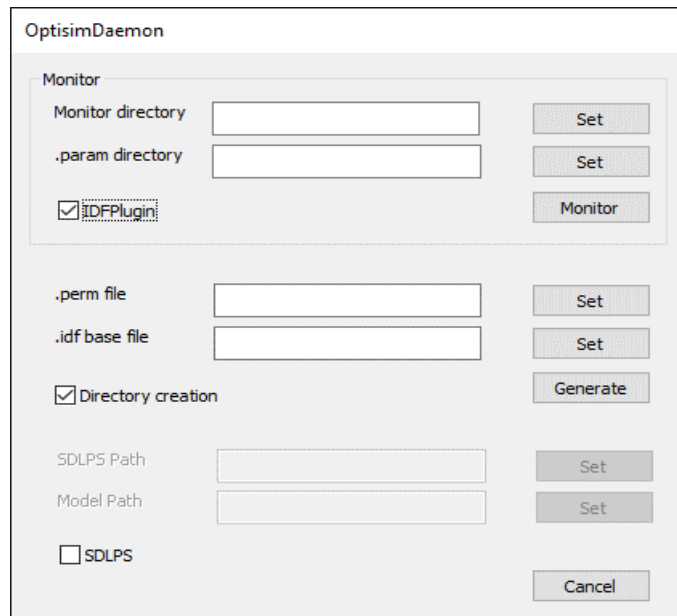 OptisimDaemon
Monitor
Monitor directory Set
.param directory Set
IDFPlugin Monitor
.perm file Set
.idf base file Set
Directory creation Generate
SDLPS Path Set
Model Path Set
SDLPS
Cancel